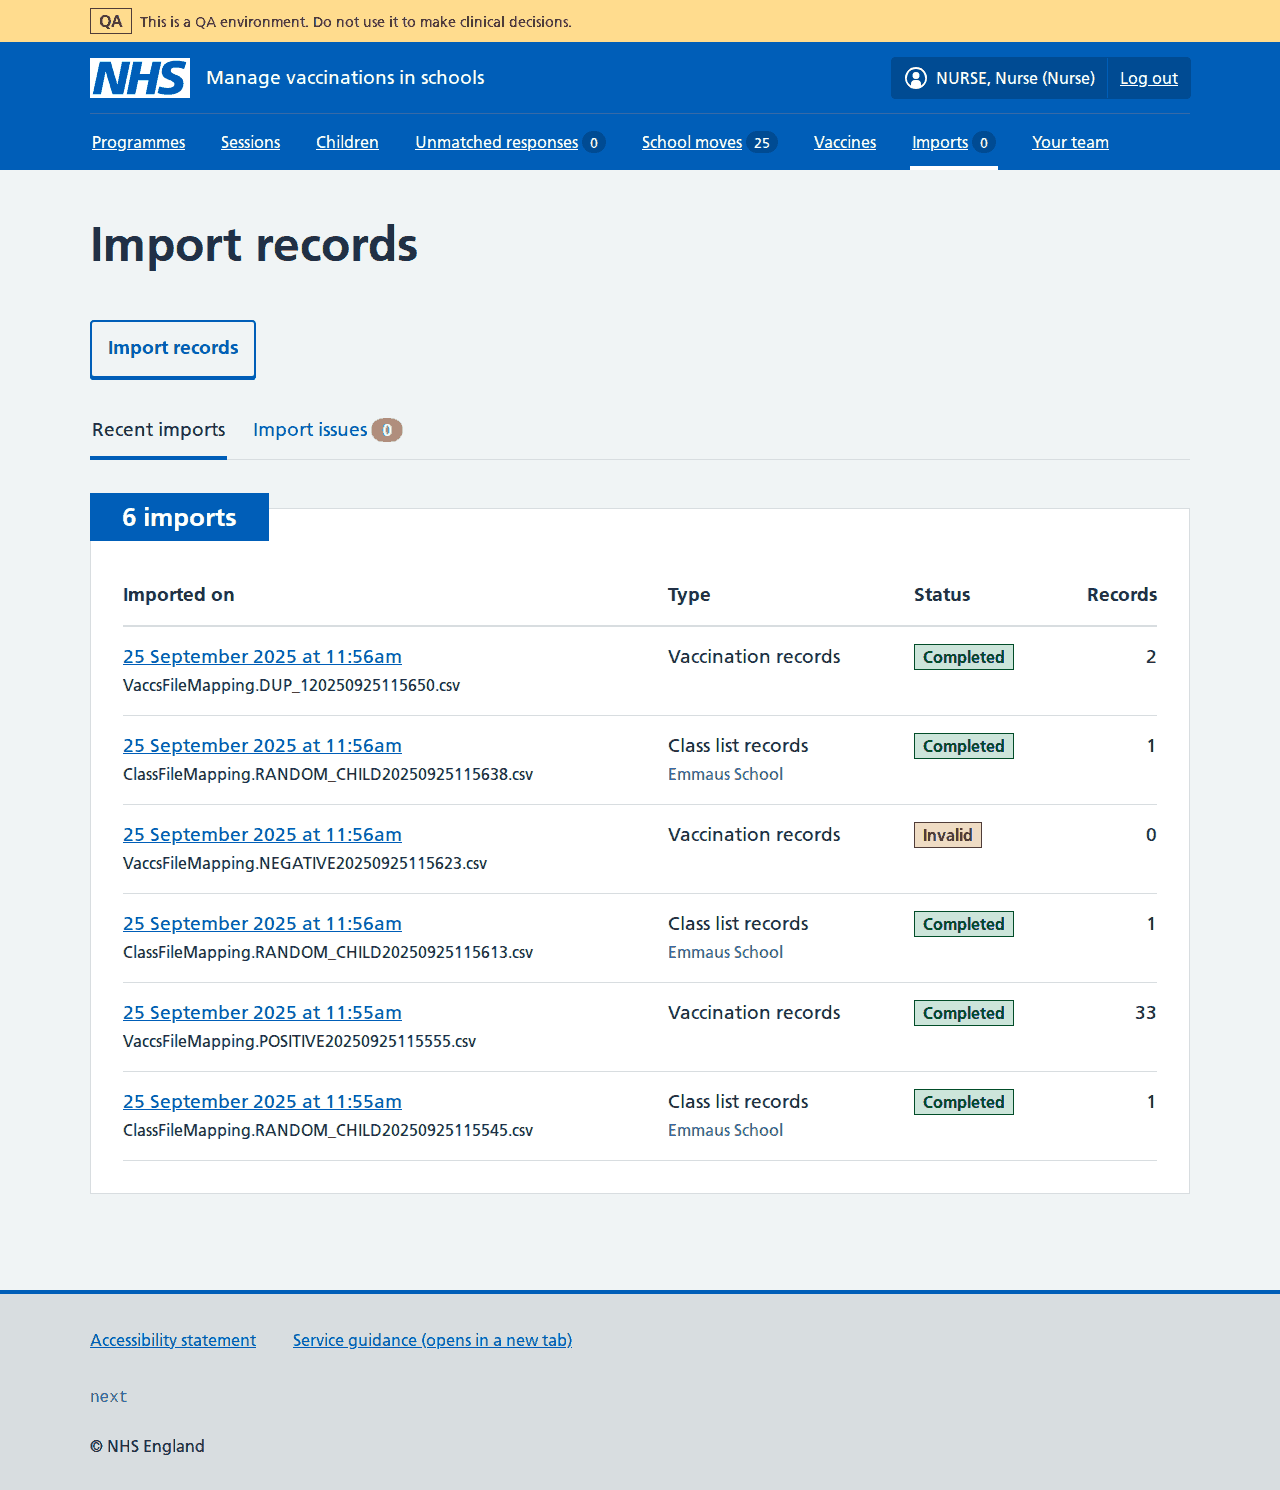 QA This is a QA environment. Do not use it to make clinical decisions.
NHS Manage vaccinations in schools NURSE, Nurse (Nurse) Log out
Programmes Sessions Children Unmatched responses 0 School moves 25 Vaccines Imports 0 Your team
Import records
Import records
Recent imports Import issues 0
6 imports
Imported on Type Status Records
25 September 2025 at 11:56am Vaccination records Completed 2
VaccsFileMapping.DUP_120250925115650.csv
25 September 2025 at 11:56am Class list records Completed 1
ClassFileMapping.RANDOM_CHILD20250925115638.csv Emmaus School
25 September 2025 at 11:56am Vaccination records Invalid 0
VaccsFileMapping.NEGATIVE20250925115623.csv
25 September 2025 at 11:56am Class list records Completed 1
ClassFileMapping.RANDOM_CHILD20250925115613.csv Emmaus School
25 September 2025 at 11:55am Vaccination records Completed 33
VaccsFileMapping.POSITIVE20250925115555.csv
25 September 2025 at 11:55am Class list records Completed 1
ClassFileMapping.RANDOM_CHILD20250925115545.csv Emmaus School
Accessibility statement Service guidance (opens in a new tab)
next
© NHS England